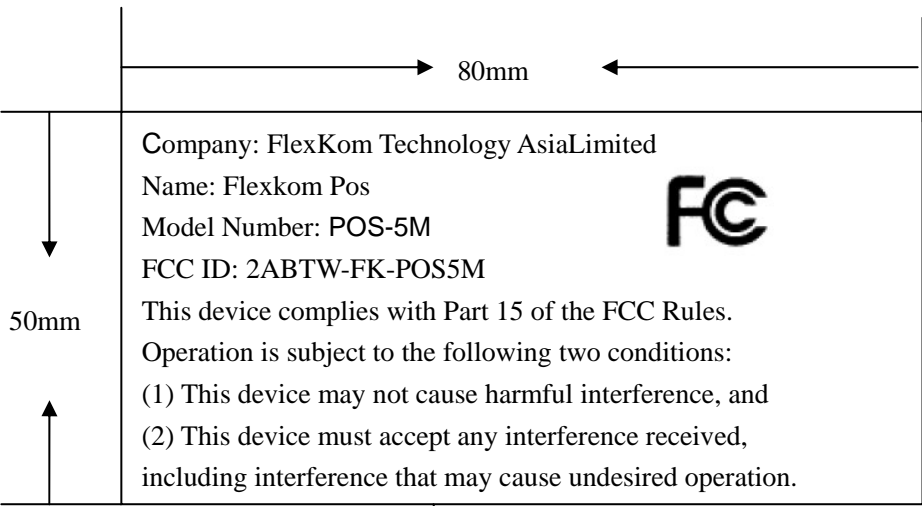 80mm
Company: FlexKom Technology AsiaLimited
Name: Flexkom Pos
Model Number: POS-5M
FCC ID: 2ABTW-FK-POS5M
This device complies with Part 15 of the FCC Rules.
50mm
Operation is subject to the following two conditions:
(1) This device may not cause harmful interference, and
(2) This device must accept any interference received,
including interference that may cause undesired operation.
FC